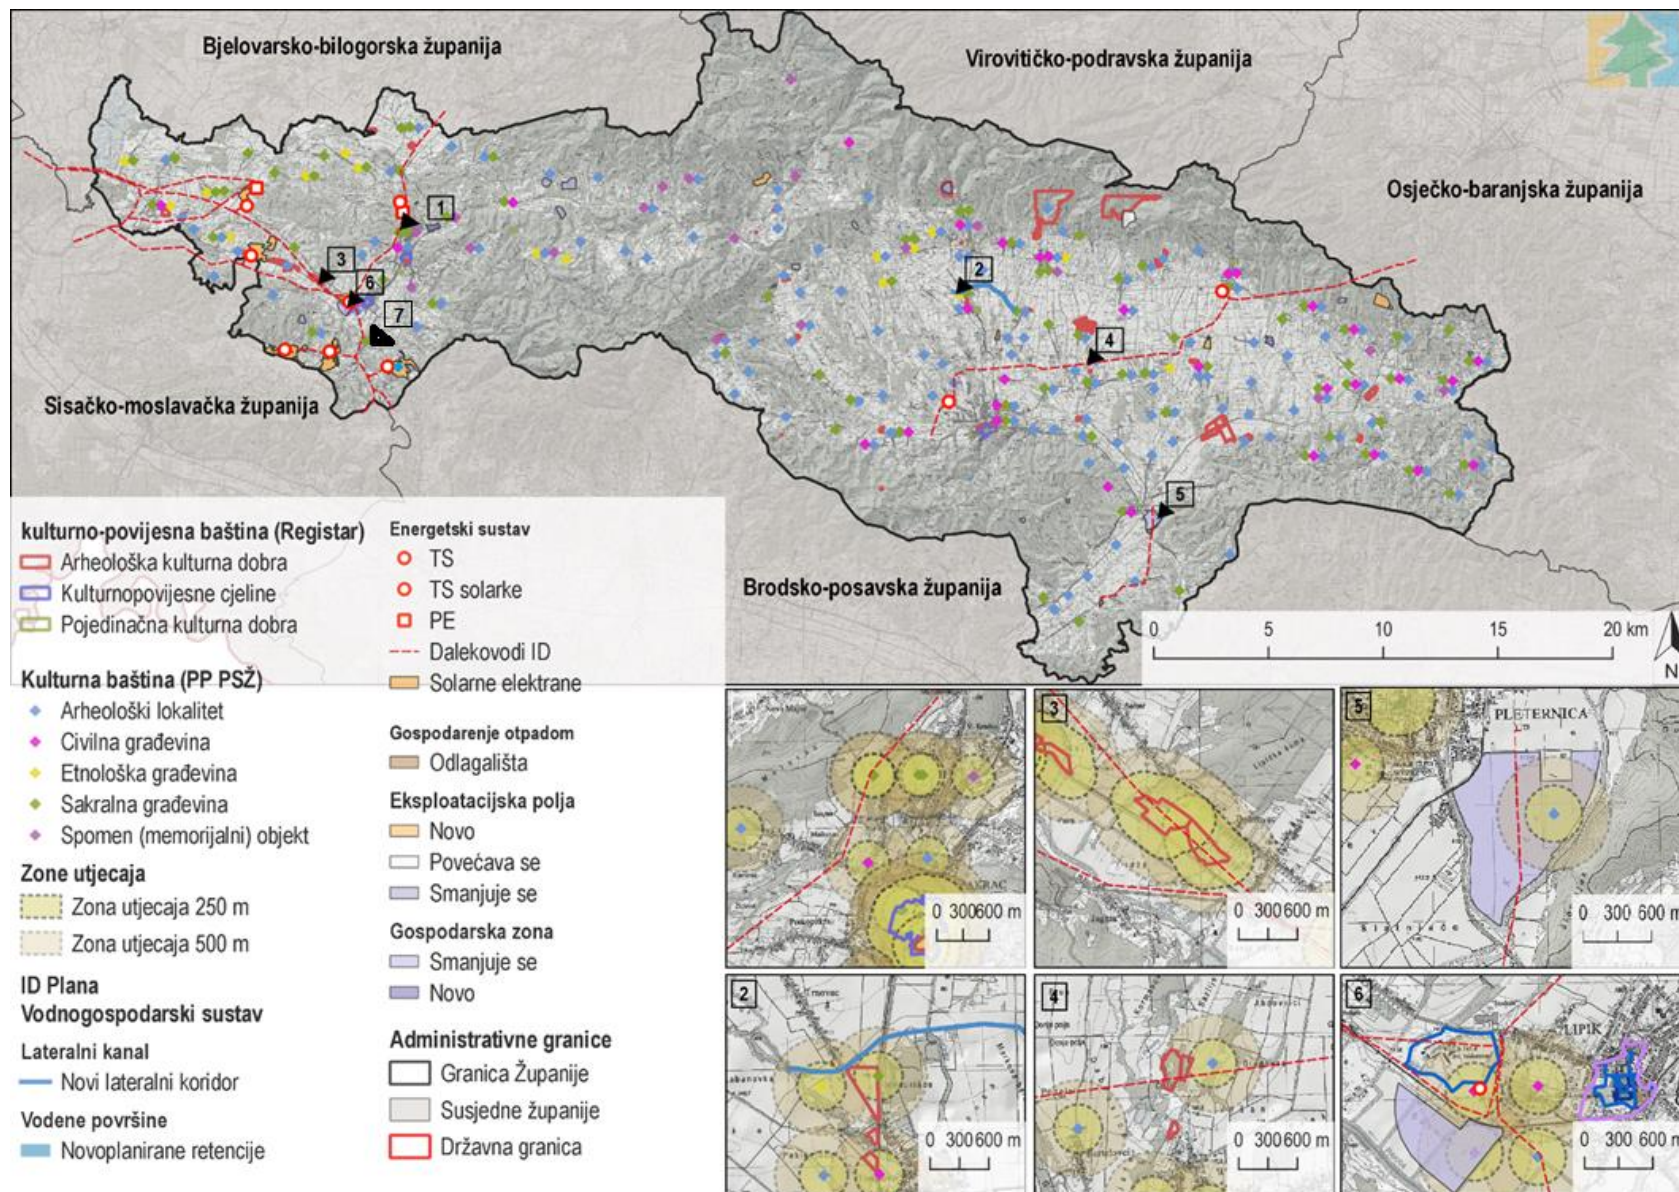 Bjelovarsko-bilogorska županija
Virovitičko-podravska županija
Osječko-baranjska županija
1
3
6
7
2
4
5
Sisačko-moslavačka županija
Brodsko-posavska županija
0 5 10 15 20 km
N
kulturno-povijesna baština (Registar)
Arheološka kulturna dobra
Kulturnopovijesne cjeline
Pojedinačna kulturna dobra
Kulturna baština (PP PSŽ)
Arheološki lokalitet
Civilna građevina
Etnološka građevina
Sakralna građevina
Spomen (memorijalni) objekt
Zone utjecaja
Zona utjecaja 250 m
Zona utjecaja 500 m
ID Plana
Vodnogospodarski sustav
Lateralni kanal
Novi lateralni koridor
Vodene površine
Novoplanirane retencije
Energetski sustav
TS
TS solarke
PE
Dalekovodi ID
Solarne elektrane
Gospodarenje otpadom
Odlagališta
Eksploatacijska polja
Novo
Povećava se
Smanjuje se
Gospodarska zona
Smanjuje se
Novo
Administrativne granice
Granica Županije
Susjedne županije
Državna granica
0 300600 m
3
0 300600 m
5
PLETERNICA
0 300 600 m
2
Trnovac
0 300600 m
4
0 300600 m
6
LIPIK
0 300 600 m